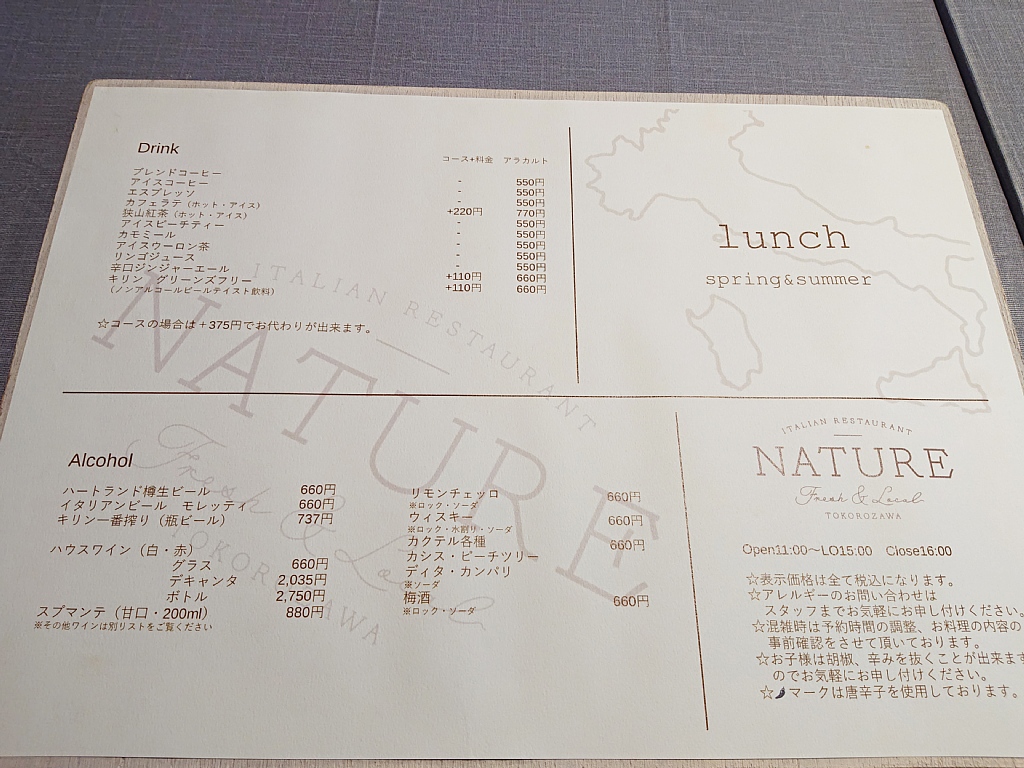 Drink
コース+料金　アラカルト
ブレンドコーヒー - 550円
アイスコーヒー - 550円
エスプレッソ - 550円
カフェラテ（ホット・アイス） +220円 770円
狭山紅茶（ホット・アイス） - 550円
アイスピーチティー - 550円
カモミール - 550円
アイスウーロン茶 - 550円
リンゴジュース - 550円
辛口ジンジャーエール +110円 660円
キリン　グリーンズフリー +110円 660円
（ノンアルコールビールテイスト飲料）
☆コースの場合は＋375円でお代わりが出来ます。
lunch
spring&summer
ITALIAN RESTAURANT
NATURE
Fresh & Local
TOKOROZAWA
Alcohol
ハートランド樽生ビール 660円
イタリアンビール　モレッティ 660円
キリン一番搾り（瓶ビール） 737円
ハウスワイン（白・赤）
グラス 660円
デキャンタ 2,035円
ボトル 2,750円
スプマンテ（甘口・200ml） 880円
※その他ワインは別リストをご覧ください
リモンチェッロ 660円
※ロック・ソーダ
ウィスキー 660円
※ロック・水割り・ソーダ
カクテル各種 660円
カシス・ピーチツリー
ディタ・カンパリ
※ソーダ
梅酒 660円
※ロック・ソーダ
ITALIAN RESTAURANT
NATURE
Fresh & Local
TOKOROZAWA
Open11:00～LO15:00　Close16:00
☆表示価格は全て税込になります。
☆アレルギーのお問い合わせは
スタッフまでお気軽にお申し付けください。
☆混雑時は予約時間の調整、お料理の内容の
事前確認をさせて頂いております。
☆お子様は胡椒、辛みを抜くことが出来ます
のでお気軽にお申し付けください。
☆マークは唐辛子を使用しております。